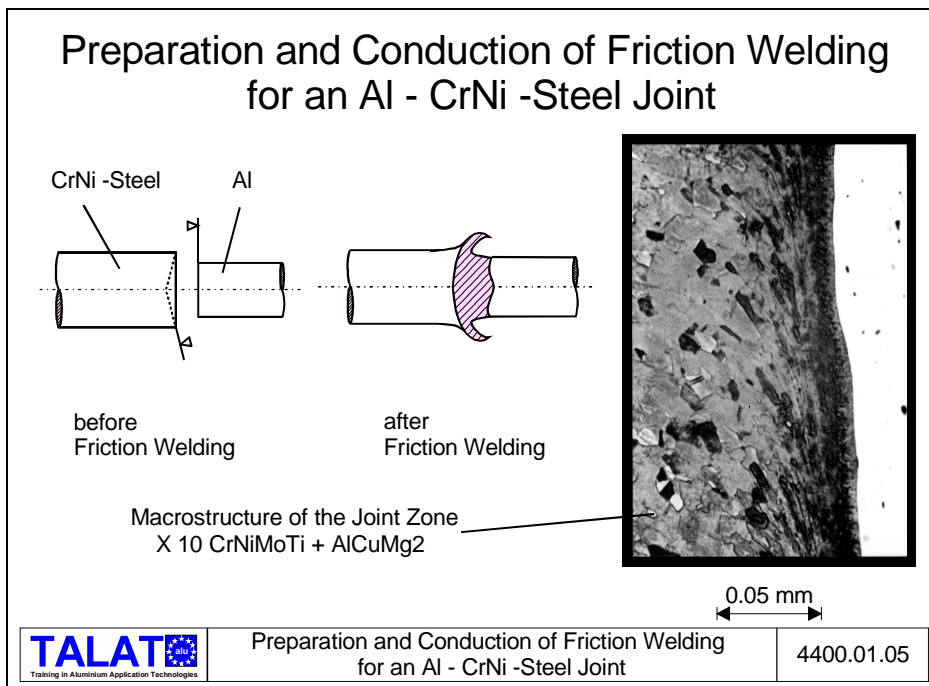 Preparation and Conduction of Friction Welding
for an Al - CrNi -Steel Joint
CrNi -Steel
Al
before
Friction Welding
after
Friction Welding
Macrostructure of the Joint Zone
X 10 CrNiMoTi + AlCuMg2
0.05 mm
TALAT
alu
Training in Aluminium Application Technologies
Preparation and Conduction of Friction Welding
for an Al - CrNi -Steel Joint
4400.01.05